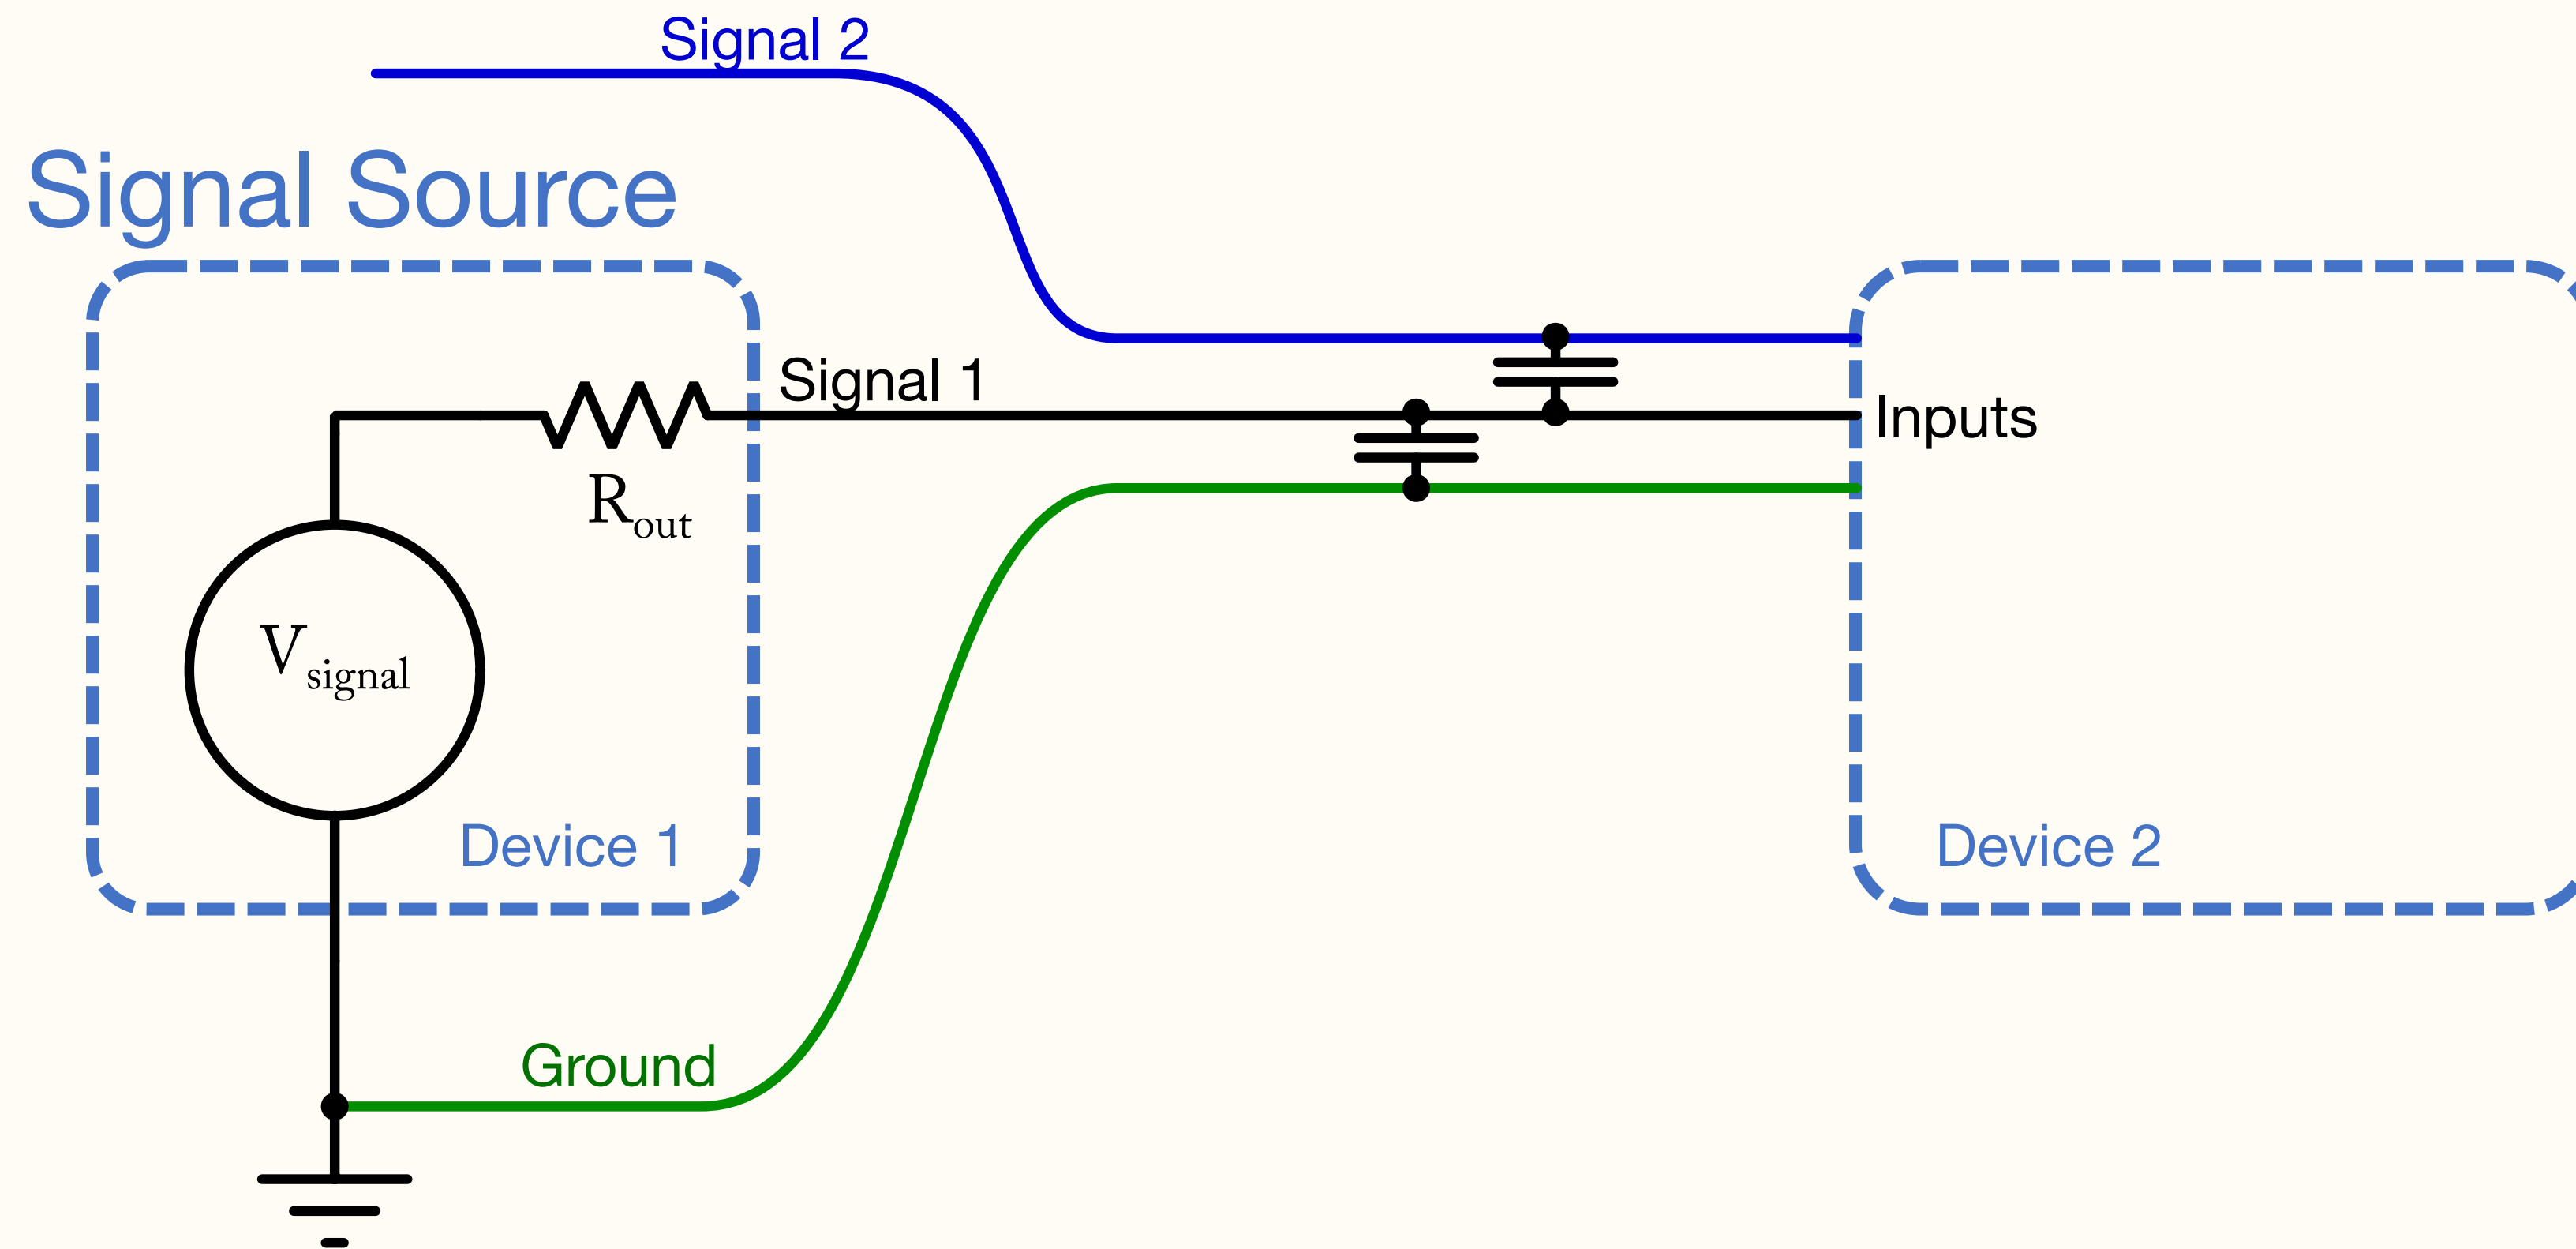 Signal 2
Signal Source
Signal 1
Inputs
Rout
Vsignal
Device 1
Device 2
Ground